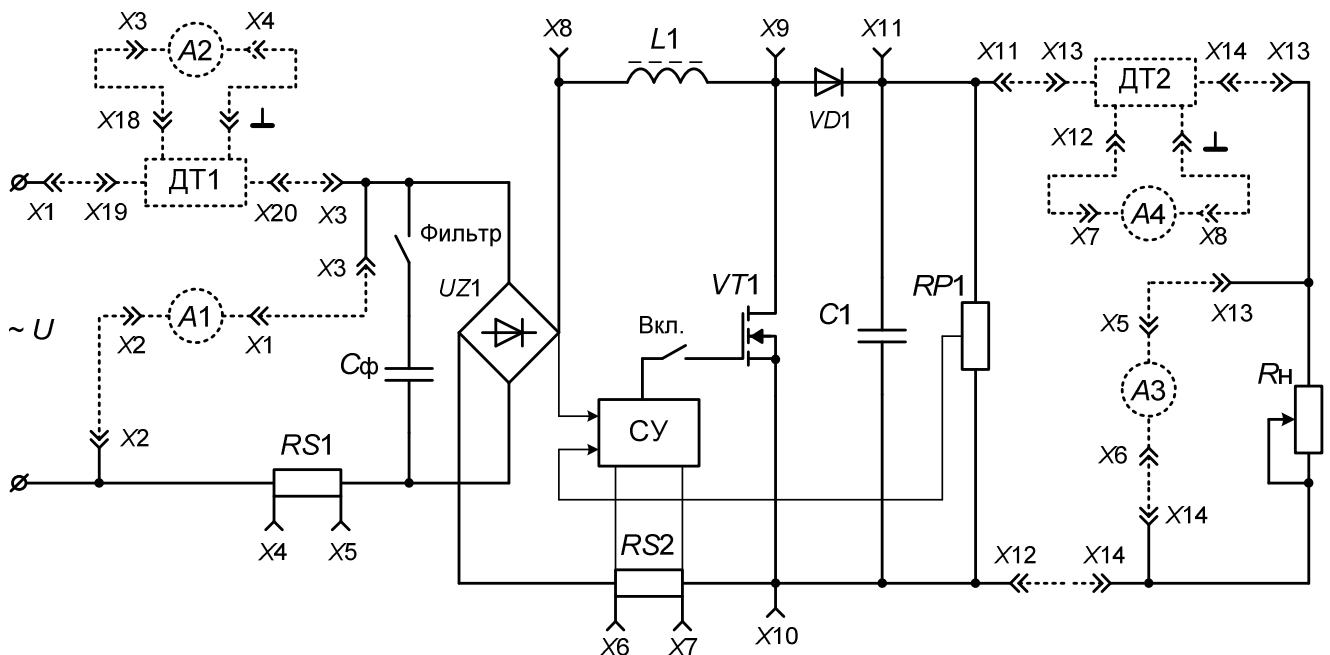 X3 A2 X4
X8 L1 X9 X11
X11 X13 ДТ2 X14 X13
X18
VD1
X12
X1 X19 ДТ1 X20 X3
X7 A4 X8
Фильтр
X3
UZ1
VT1
RP1
~ U
X2 A1 X1
Вкл.
C1
X5 X13
Cф
A3 Rн
СУ
X2 RS1
X6
X14
X4 X5
RS2
X12 X14
X6 X7 X10